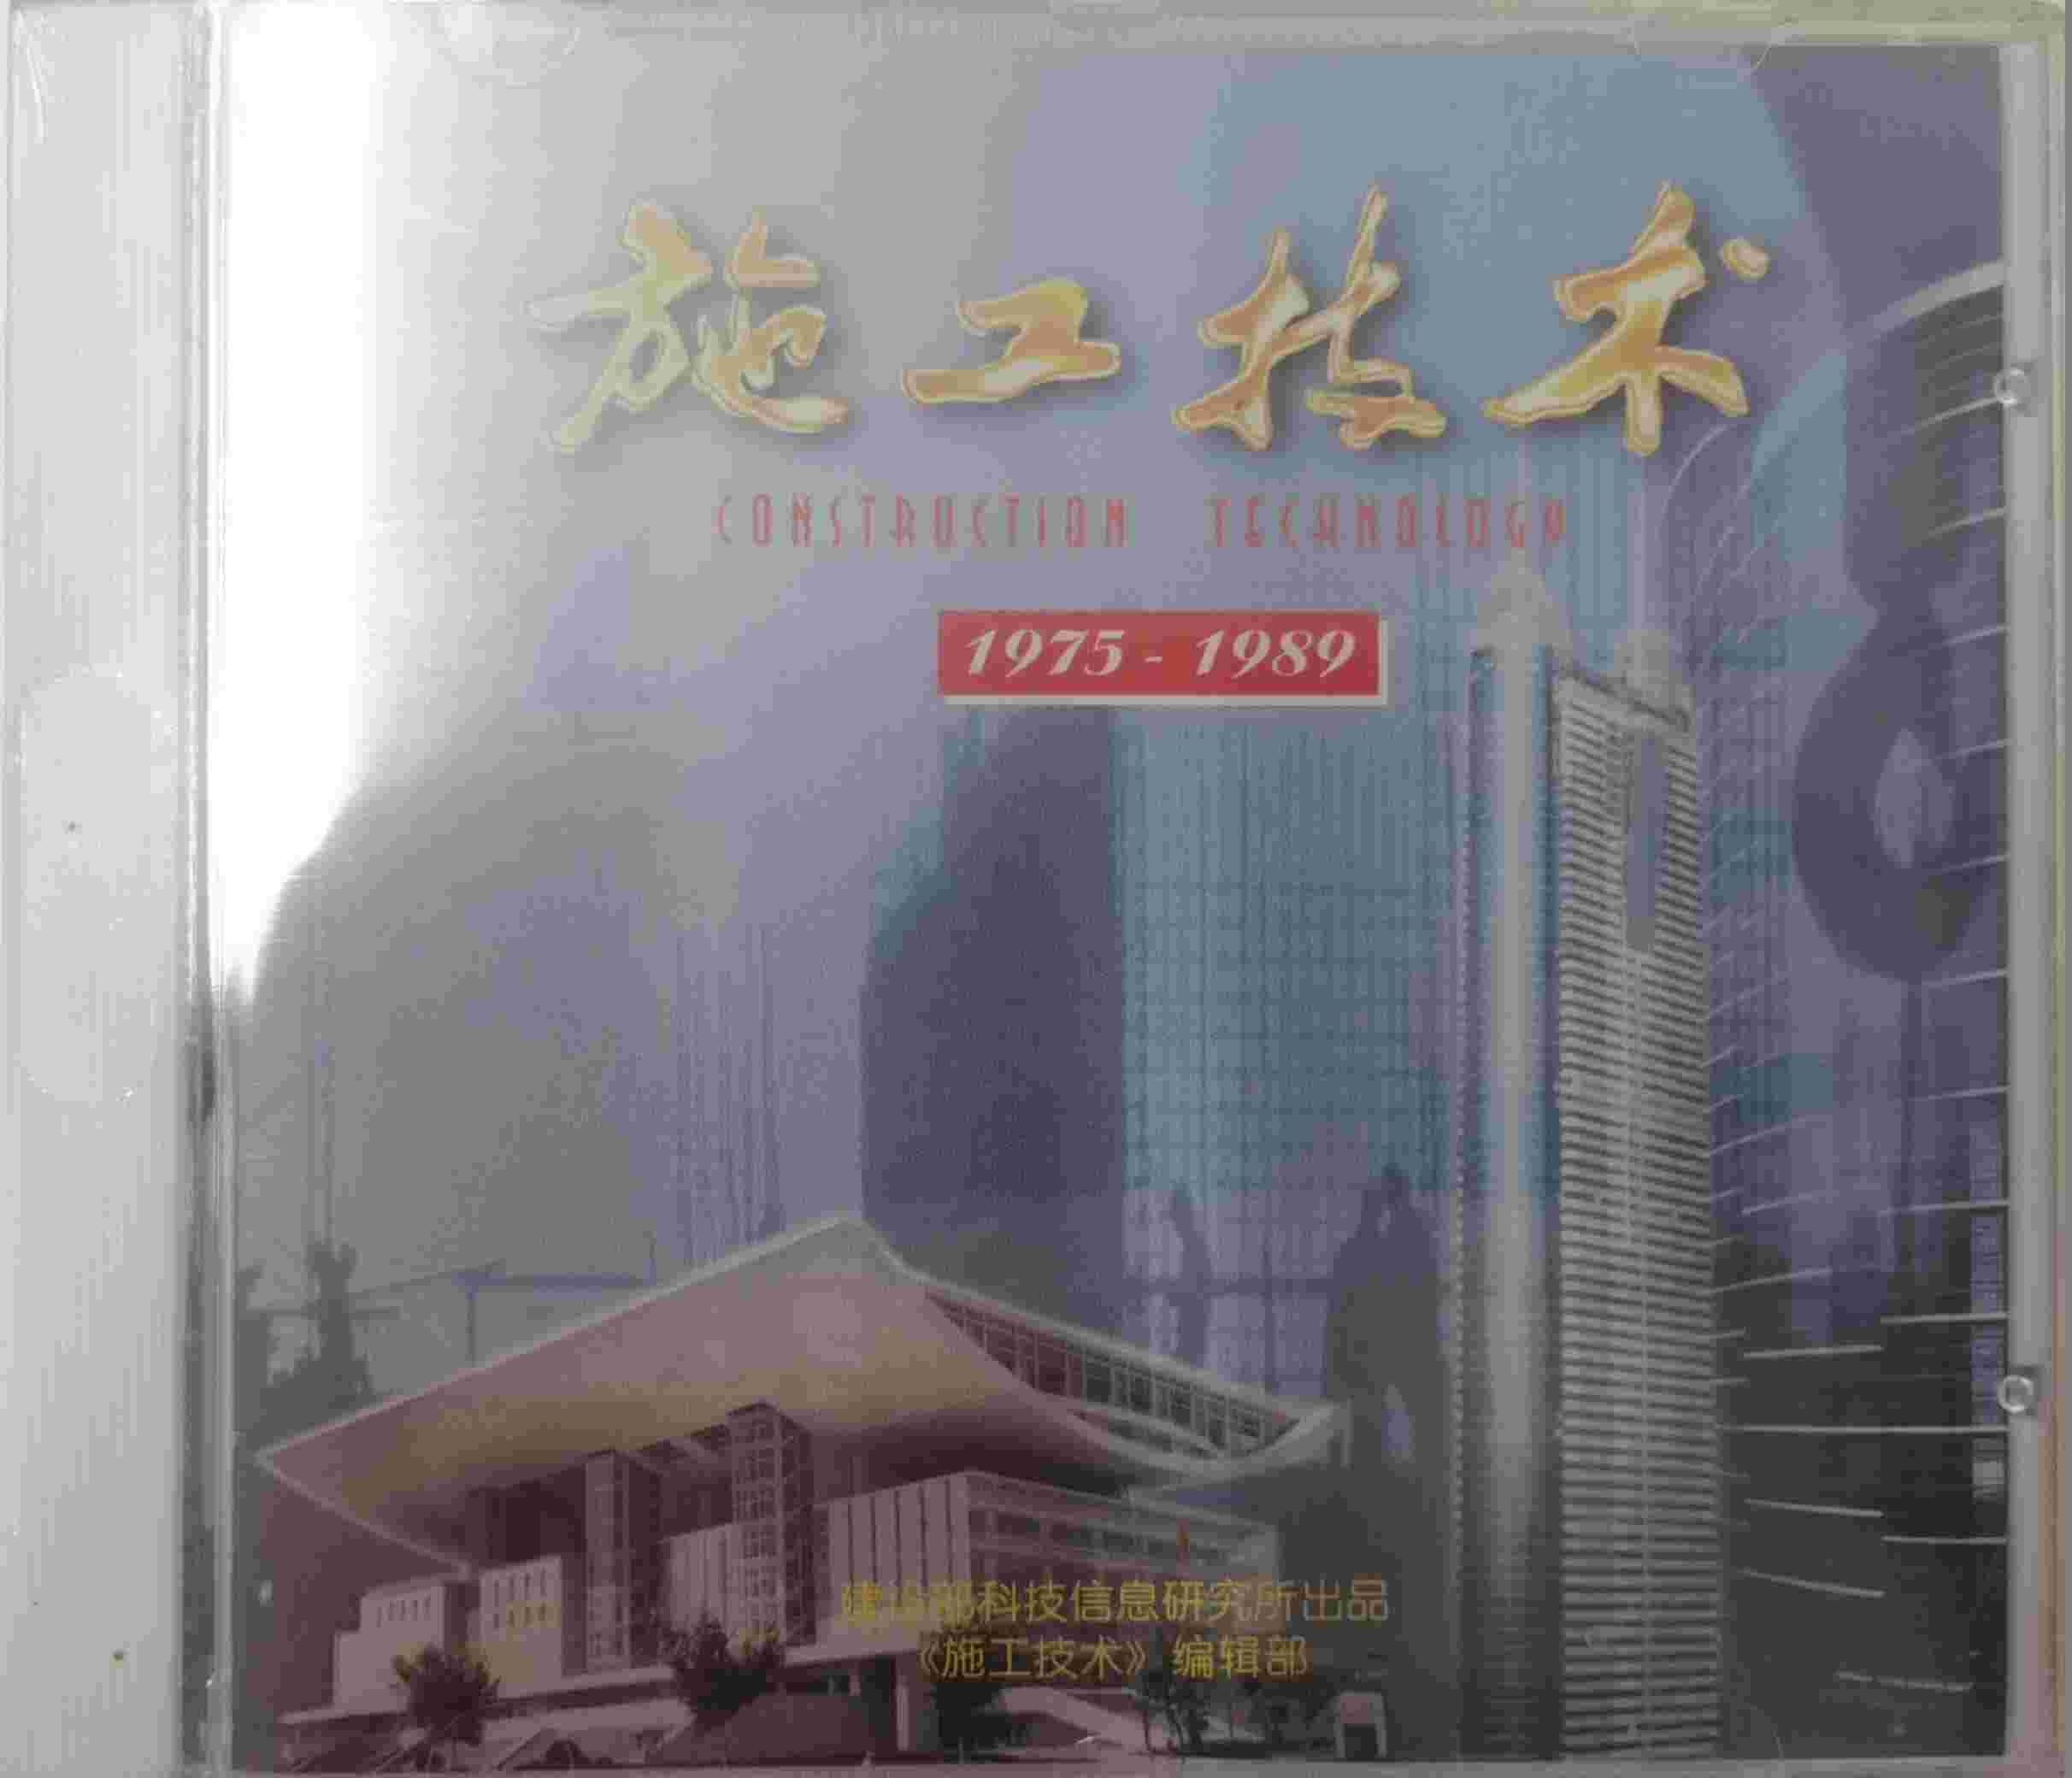 施工技术
CONSTRUCTION TECHNOLOGY
1975 - 1989
建设部科技信息研究所出品
《施工技术》编辑部